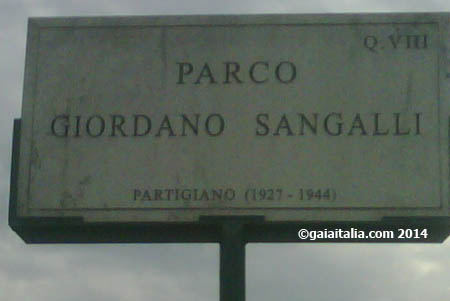 Q. VIII
PARCO
GIORDANO SANGALLI
PARTIGIANO (1927 - 1944)
©gaiaitalia.com 2014